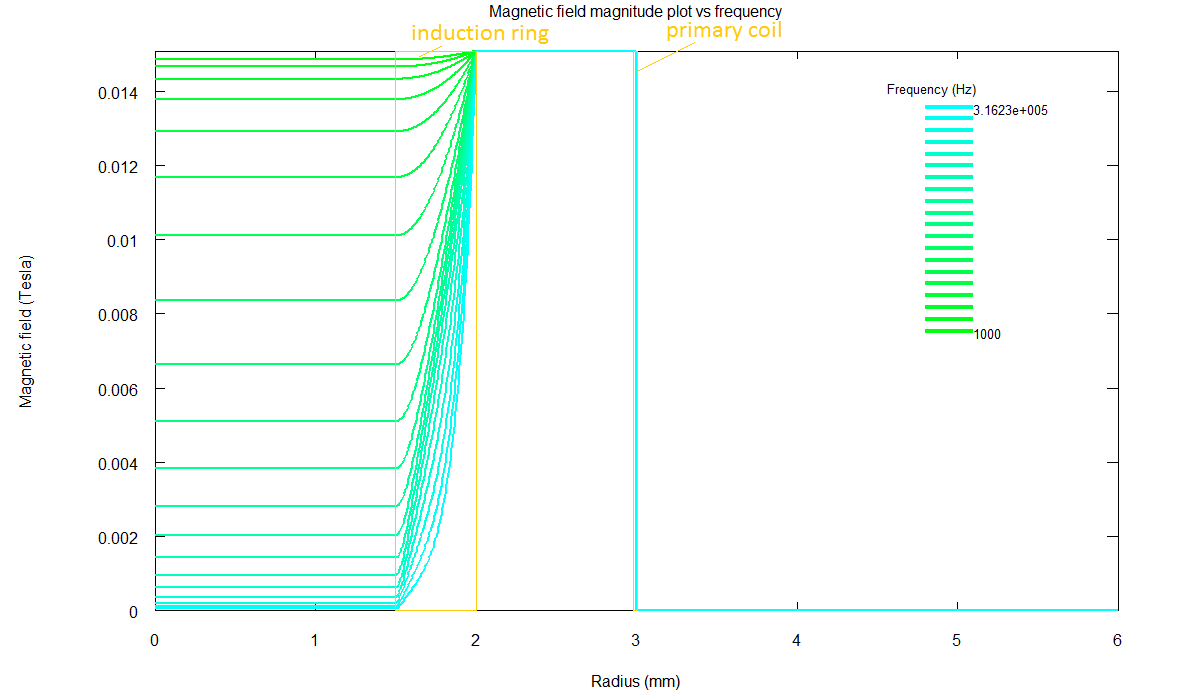 Magnetic field magnitude plot vs frequency
induction ring
primary coil
Frequency (Hz)
3.1623e+005
1000
Magnetic field (Tesla)
0.014
0.012
0.01
0.008
0.006
0.004
0.002
0
0 1 2 3 4 5 6
Radius (mm)